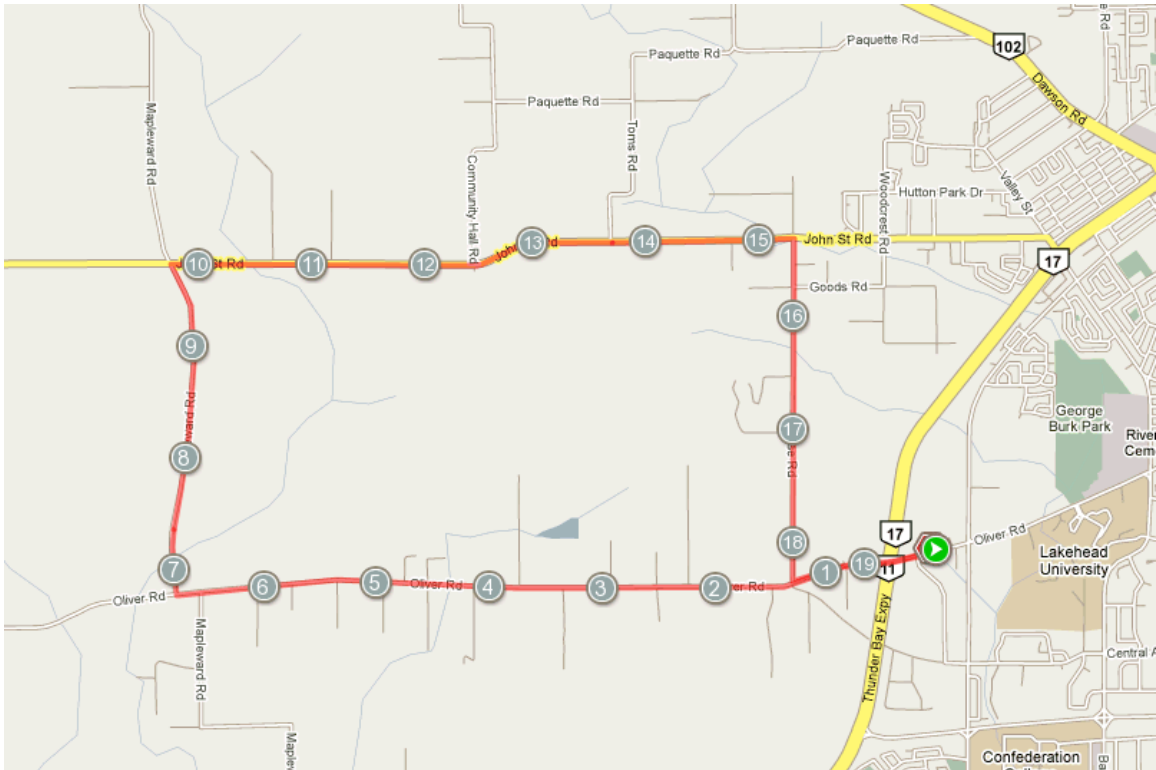 Paquette Rd
Paquette Rd
102
Dawson Rd
Mapleward Rd
Paquette Rd
Toms Rd
Community Hall Rd
Woodcrest Rd
Valley St
Hutton Park Dr
John St Rd
10
11
12
13
14
15
John St Rd
17
Goods Rd
16
9
George
Burk Park
17
8
18
17
Oliver Rd
Lakehead
University
7
6
5
Oliver Rd
4
3
2
1
19
11
Oliver Rd
Mapleward Rd
Thunder Bay Expy
Central
Confederation